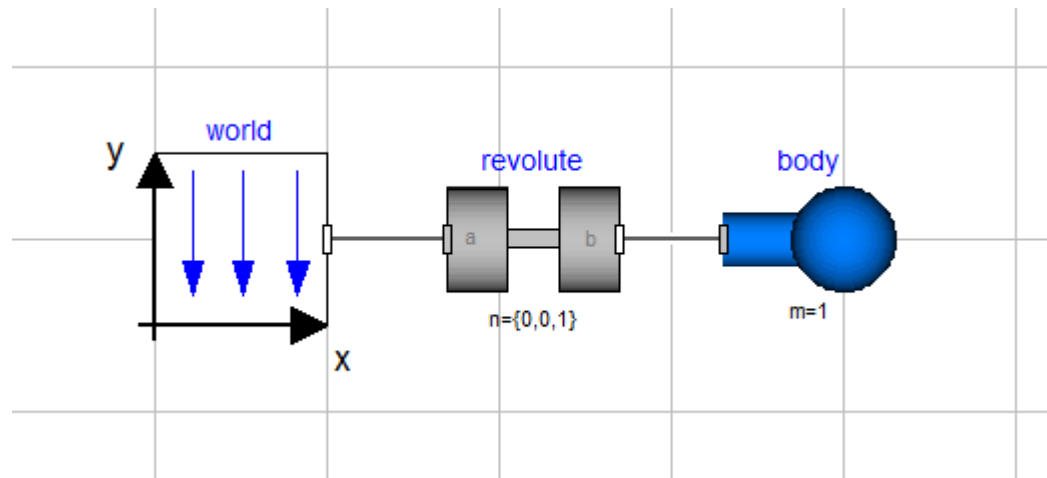 world
y
x
revolute
a
b
n={0,0,1}
body
m=1